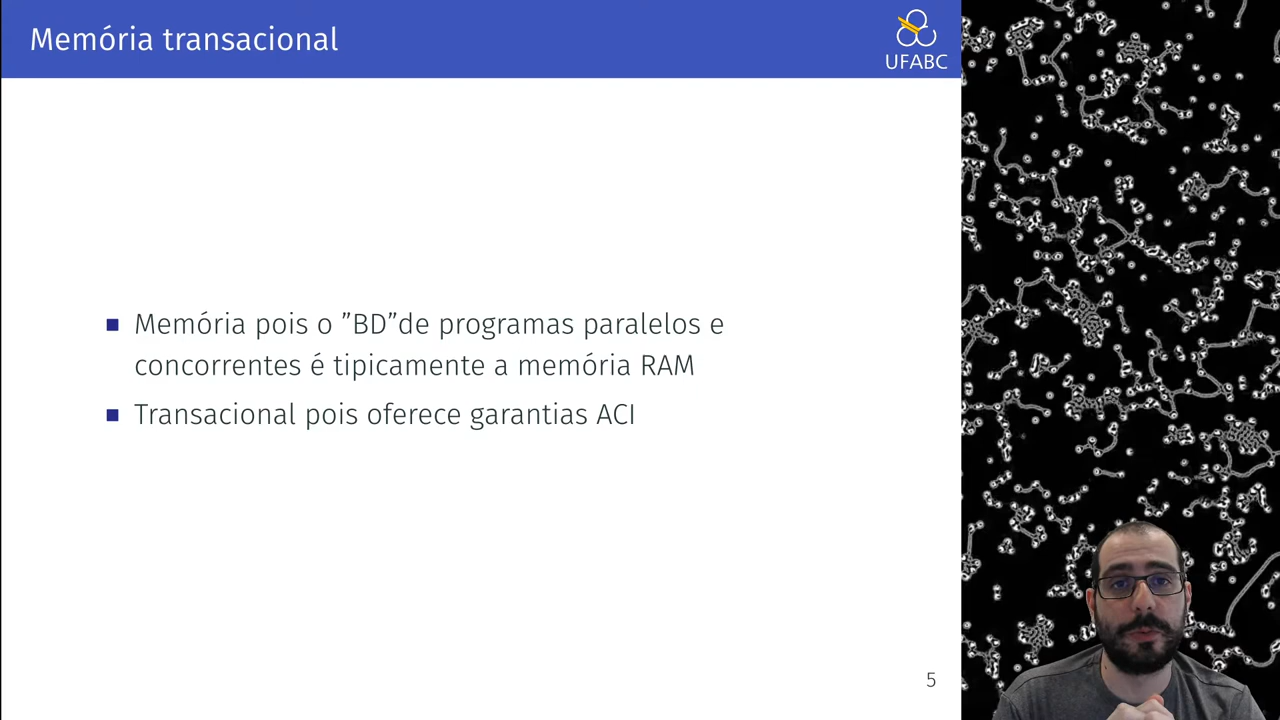 Memória transacional
UFABC
Memória pois o ”BD”de programas paralelos e
concorrentes é tipicamente a memória RAM
Transacional pois oferece garantias ACI
5